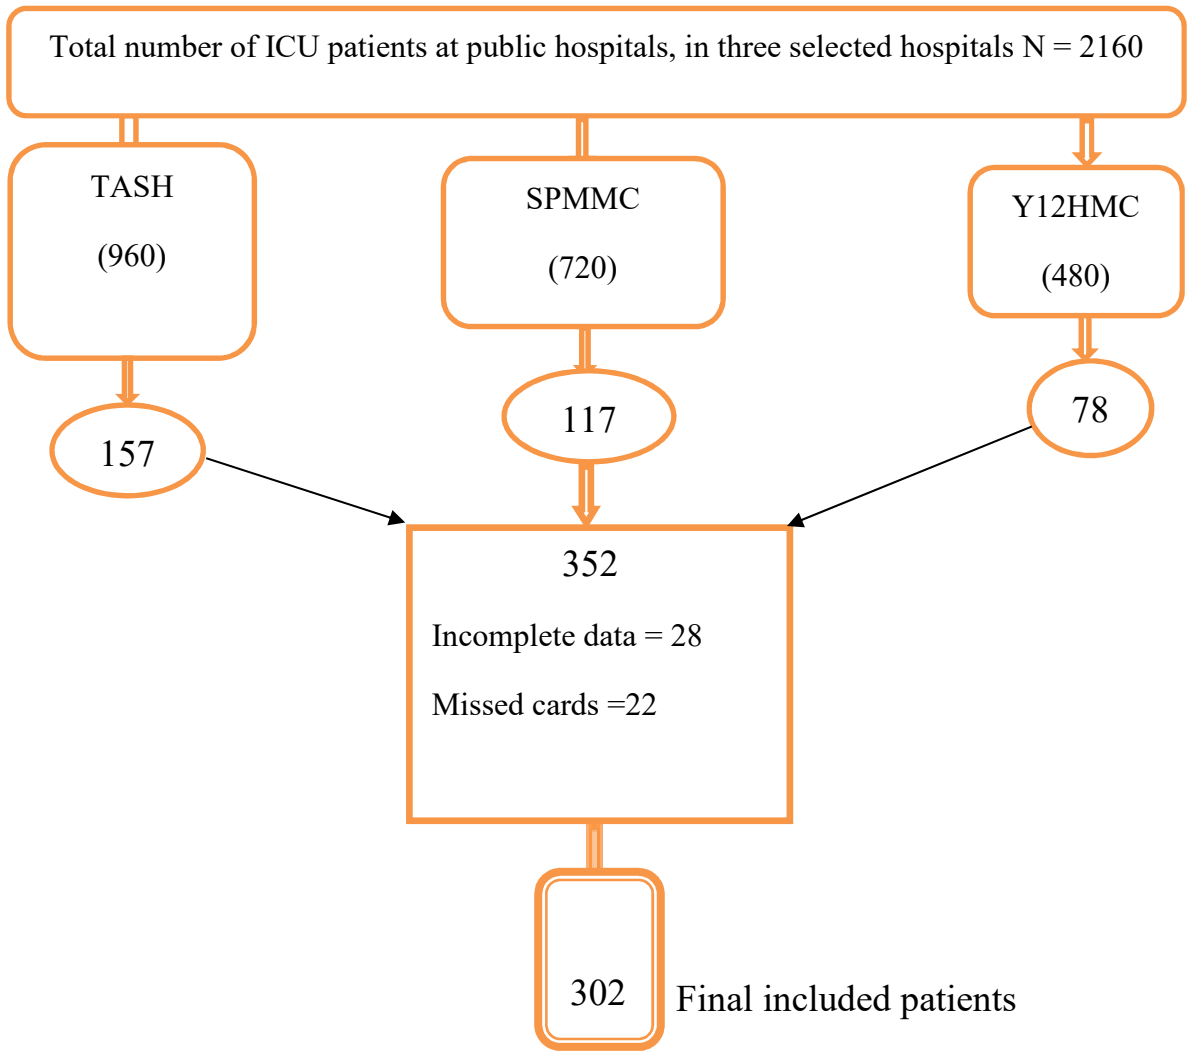 Total number of ICU patients at public hospitals, in three selected hospitals N = 2160
TASH
(960)
SPMMC
(720)
Y12HMC
(480)
157
117
78
352
Incomplete data = 28
Missed cards =22
302
Final included patients